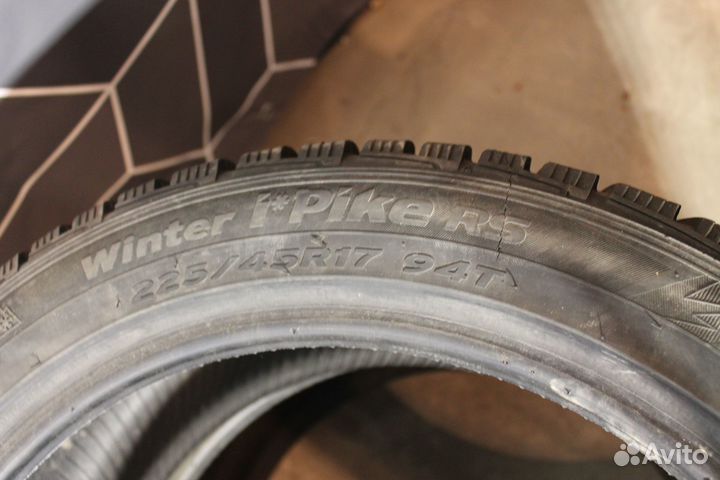 Winter i*Pike RS
225/45R17 94T
Avito